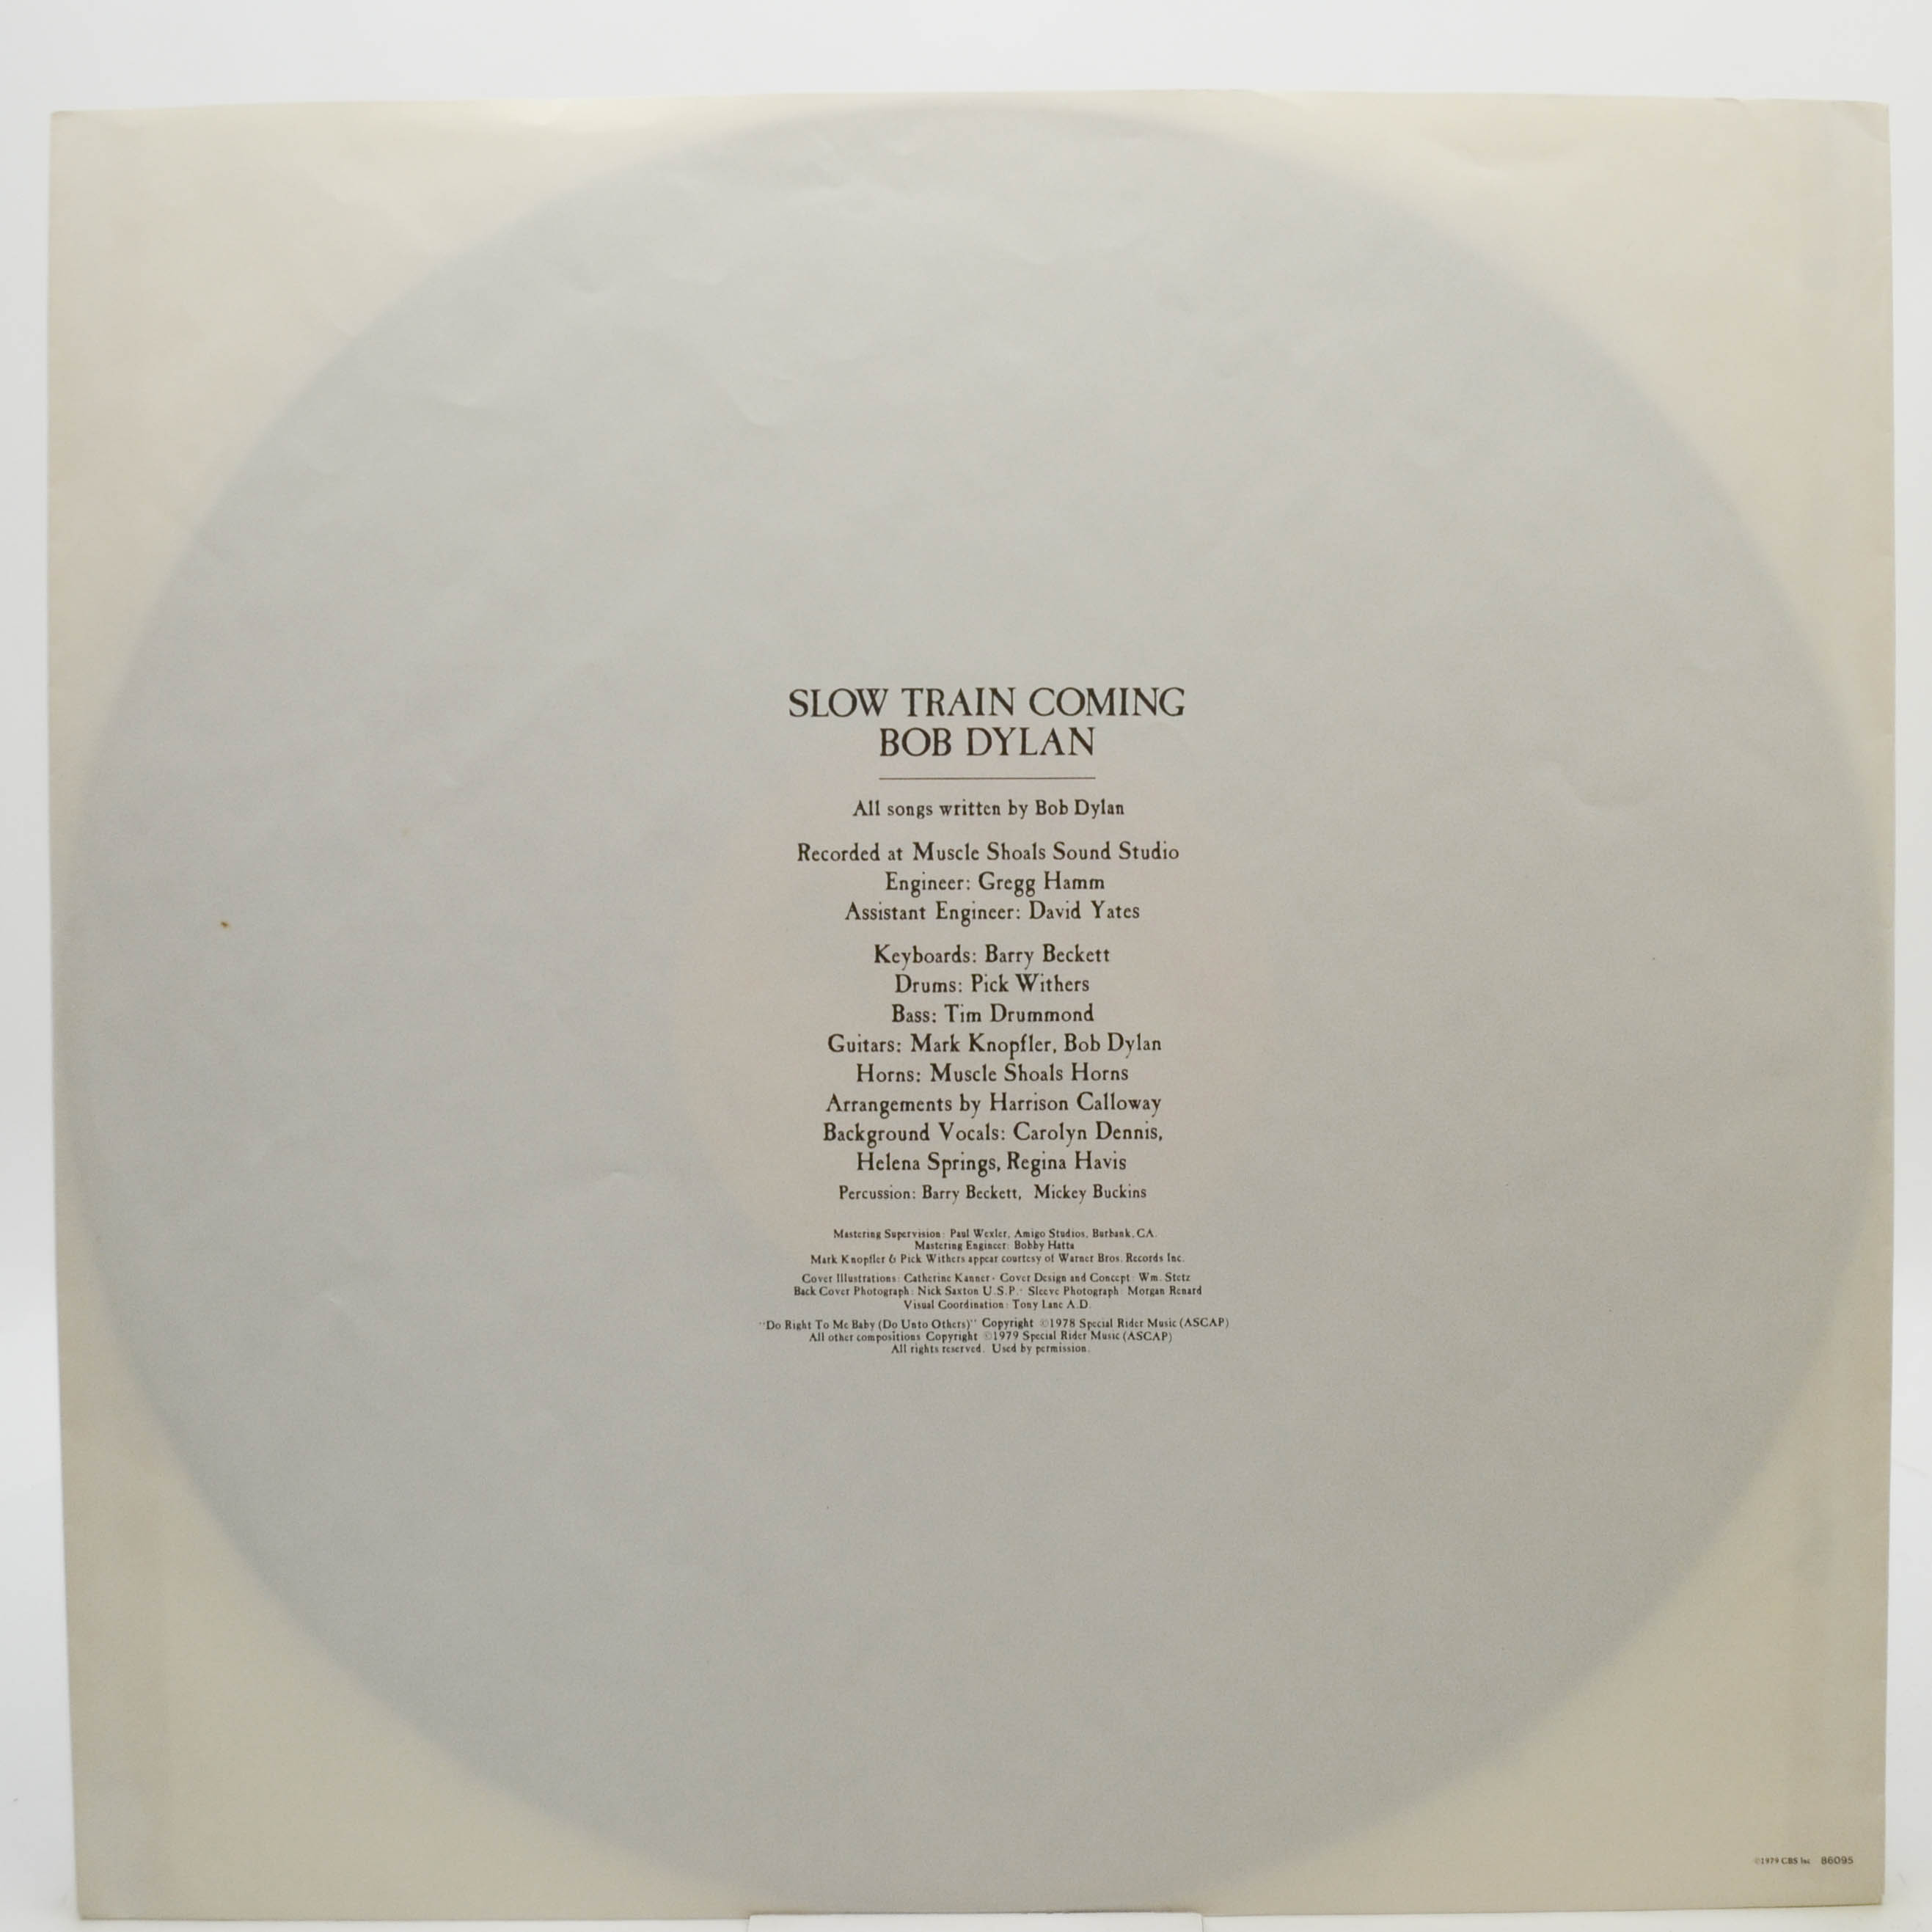 SLOW TRAIN COMING
BOB DYLAN
All songs written by Bob Dylan
Recorded at Muscle Shoals Sound Studio
Engineer: Gregg Hamm
Assistant Engineer: David Yates
Keyboards: Barry Beckett
Drums: Pick Withers
Bass: Tim Drummond
Guitars: Mark Knopfler, Bob Dylan
Horns: Muscle Shoals Horns
Arrangements by Harrison Calloway
Background Vocals: Carolyn Dennis,
Helena Springs, Regina Havis
Percussion: Barry Beckett, Mickey Buckins
Mastering Supervision: Paul Wexler, Amigo Studios, Burbank, CA.
Mastering Engineer: Bobby Hatta
Mark Knopfler & Pick Withers appear courtesy of Warner Bros. Records Inc.
Cover Illustrations: Catherine Kanner · Cover Design and Concept: Wm. Stetz
Back Cover Photograph: Nick Saxton U.S.P. · Sleeve Photograph: Morgan Renard
Visual Coordination: Tony Lane A.D.
"Do Right To Me Baby (Do Unto Others)" Copyright ©1978 Special Rider Music (ASCAP)
All other compositions Copyright ©1979 Special Rider Music (ASCAP)
All rights reserved. Used by permission.
©1979 CBS Inc 86095